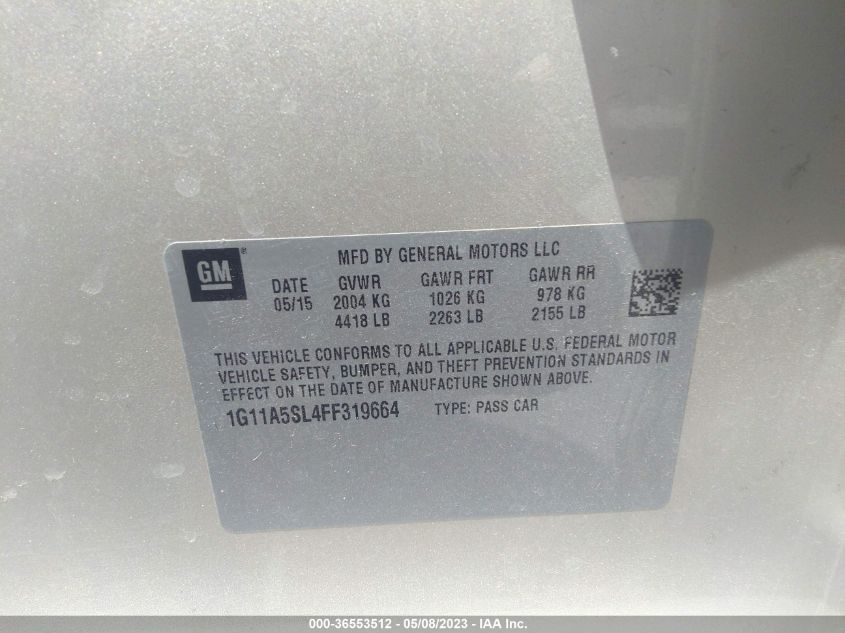 GM®
MFD BY GENERAL MOTORS LLC
DATE GVWR GAWR FRT GAWR RR
05/15 2004 KG 1026 KG 978 KG
4418 LB 2263 LB 2155 LB
THIS VEHICLE CONFORMS TO ALL APPLICABLE U.S. FEDERAL MOTOR
VEHICLE SAFETY, BUMPER, AND THEFT PREVENTION STANDARDS IN
EFFECT ON THE DATE OF MANUFACTURE SHOWN ABOVE.
1G11A5SL4FF319664 TYPE: PASS CAR
000-36553512 - 05/08/2023 - IAA Inc.